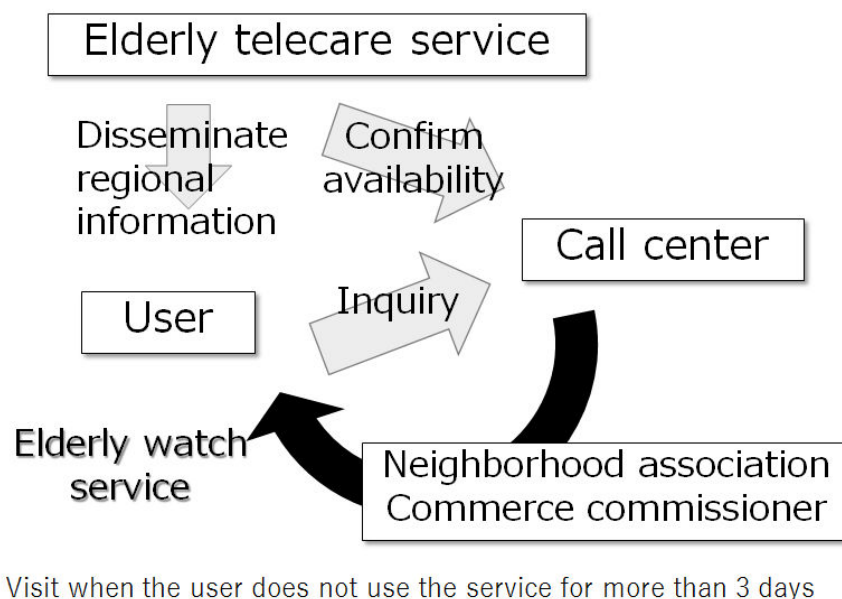 Elderly telecare service
Disseminate
regional
information
Confirm
availability
Call center
User
Inquiry
Elderly watch
service
Neighborhood association
Commerce commissioner
Visit when the user does not use the service for more than 3 days